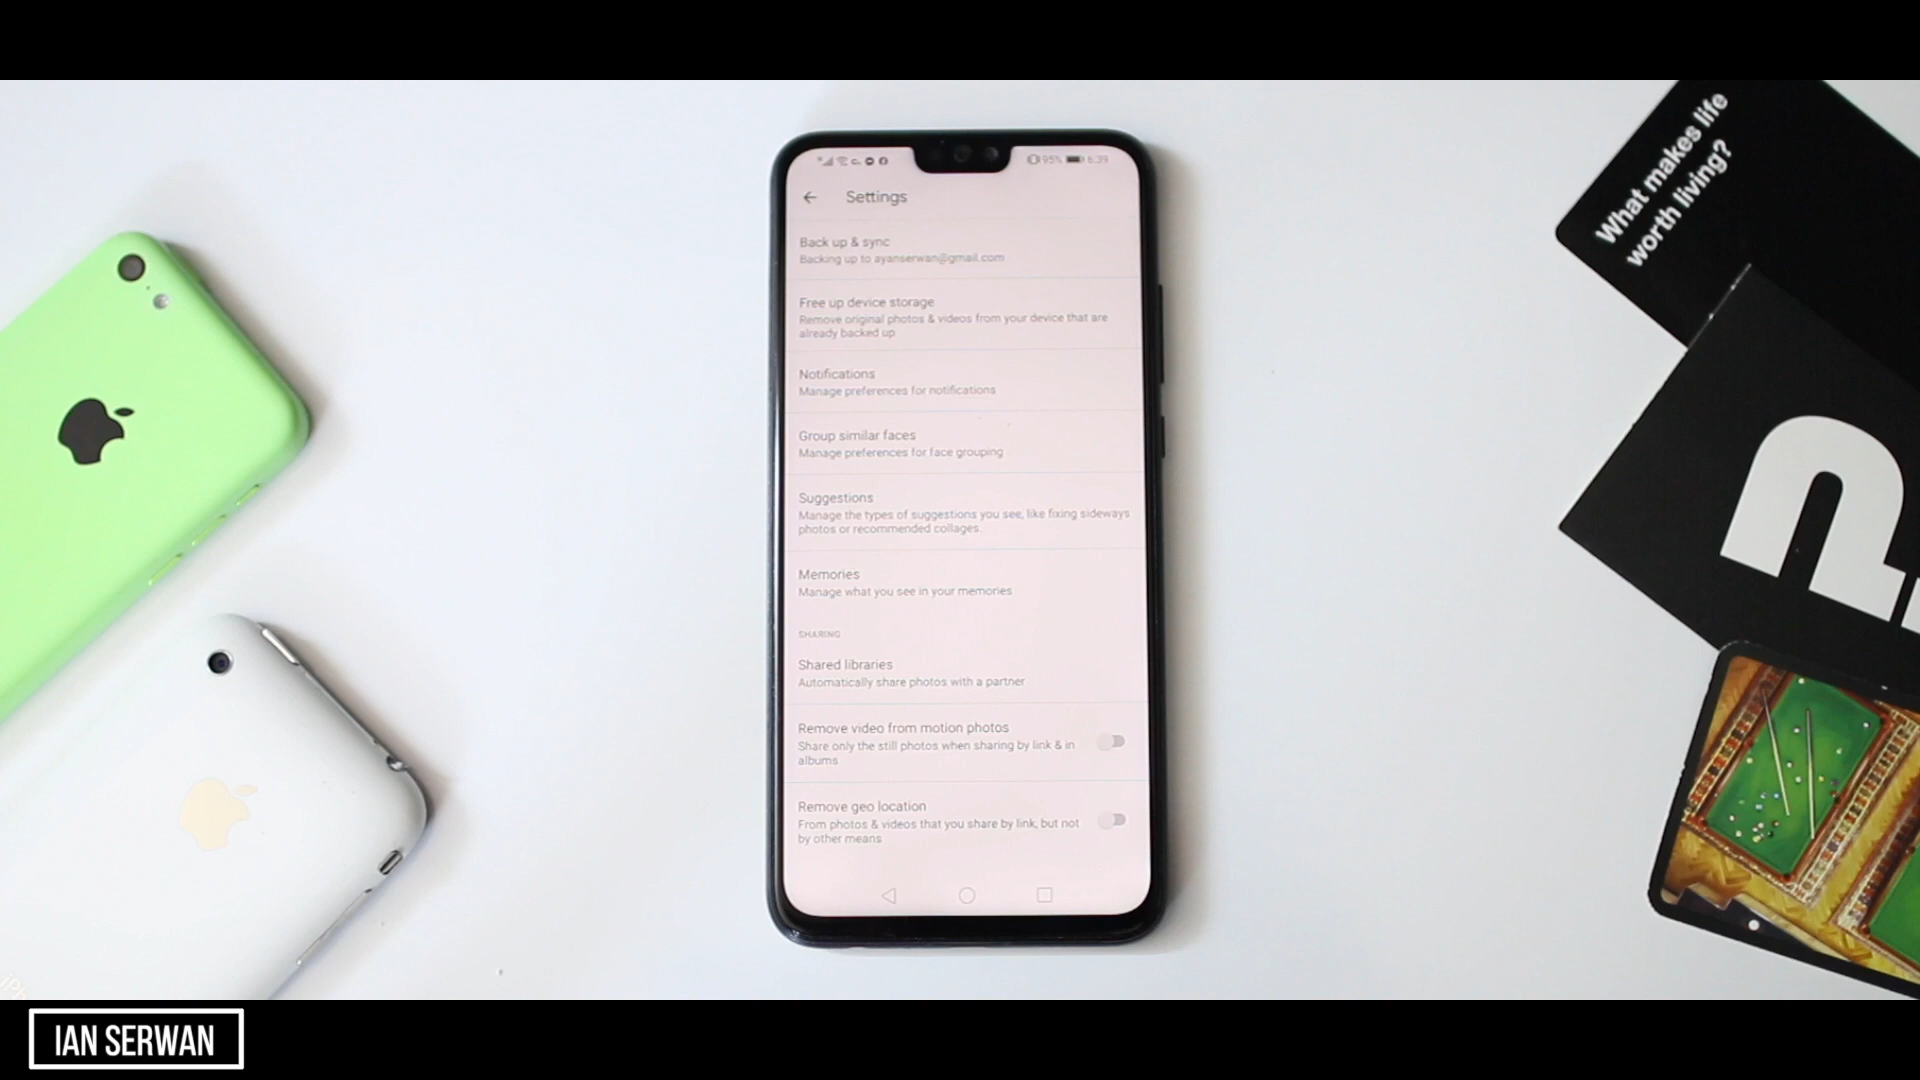 What makes life
worth living?
95% 6:39
Settings
Back up & sync
Backing up to ayanserwan@gmail.com
Free up device storage
Remove original photos & videos from your device that are
already backed up
Notifications
Manage preferences for notifications
Group similar faces
Manage preferences for face grouping
Suggestions
Manage the types of suggestions you see, like fixing sideways
photos or recommended collages.
Memories
Manage what you see in your memories
SHARING
Shared libraries
Automatically share photos with a partner
Remove video from motion photos
Share only the still photos when sharing by link & in
albums
Remove geo location
From photos & videos that you share by link, but not
by other means
IAN SERWAN